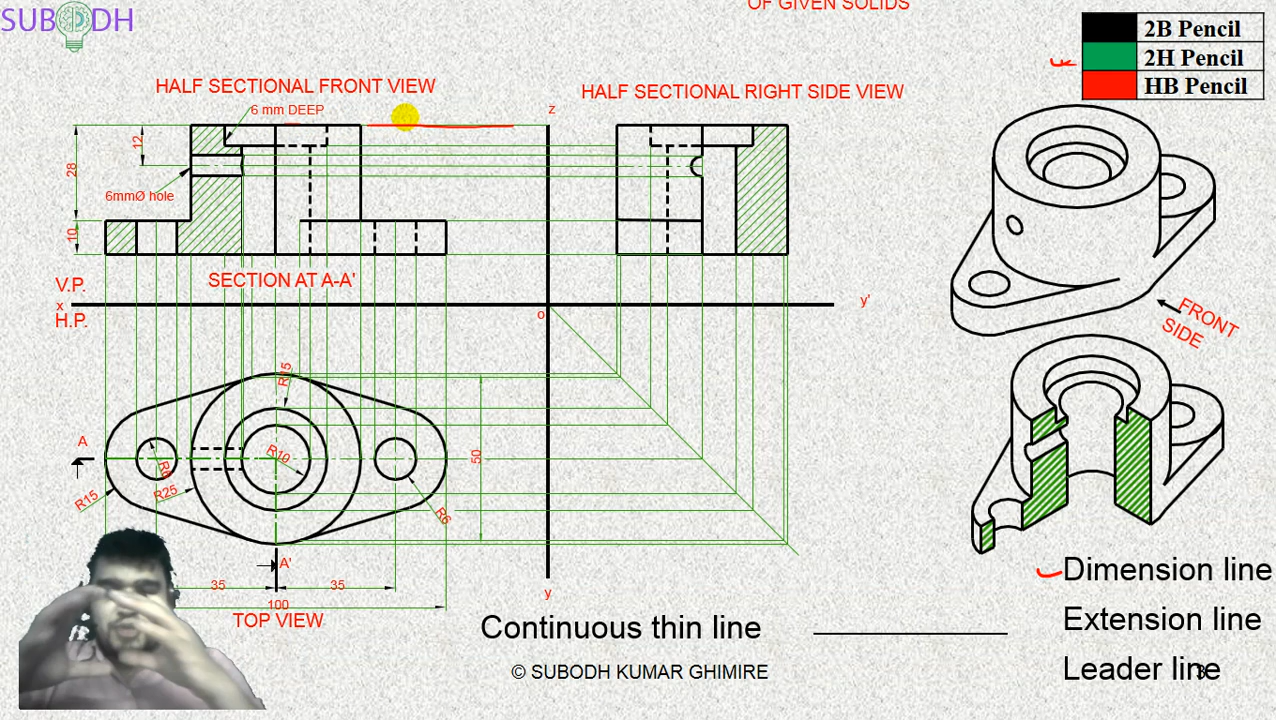 SUBODH
OF GIVEN SOLIDS
2B Pencil
2H Pencil
HB Pencil
HALF SECTIONAL FRONT VIEW
HALF SECTIONAL RIGHT SIDE VIEW
6 mm DEEP
z
12
28
6mmØ hole
10
SECTION AT A-A'
V.P.
x
H.P.
o
y'
FRONT
SIDE
R15
A
R10
R6
R25
R15
50
R6
A'
35
35
100
TOP VIEW
y
Dimension line
Continuous thin line
Extension line
Leader line
3
© SUBODH KUMAR GHIMIRE